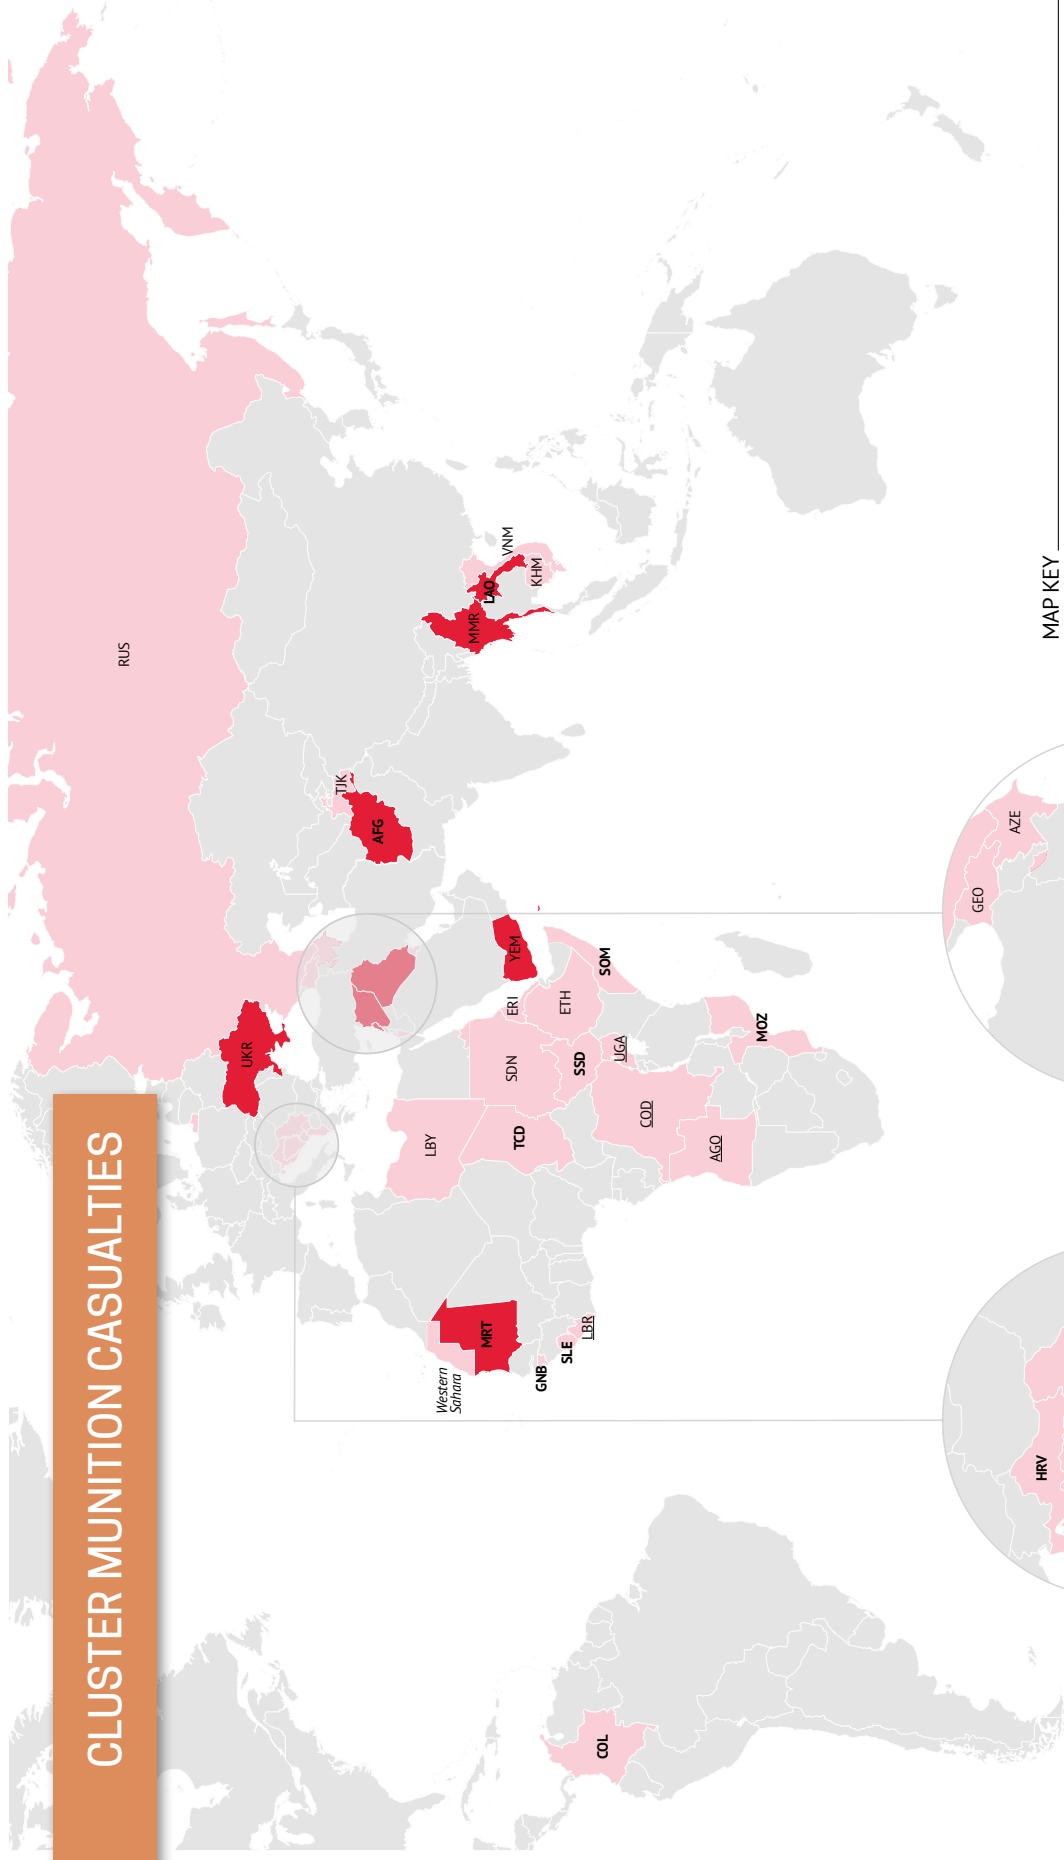 CLUSTER MUNITION CASUALTIES
RUS
UKR
TJK
AFG
LAO
VNM
MMR
KHM
YEM
ERI
ETH
SOM
SDN
SSD
UGA
LBY
TCD
COD
AGO
MOZ
Western
Sahara
MRT
GNB
SLE
LBR
COL
HRV
GEO
AZE
MAP KEY